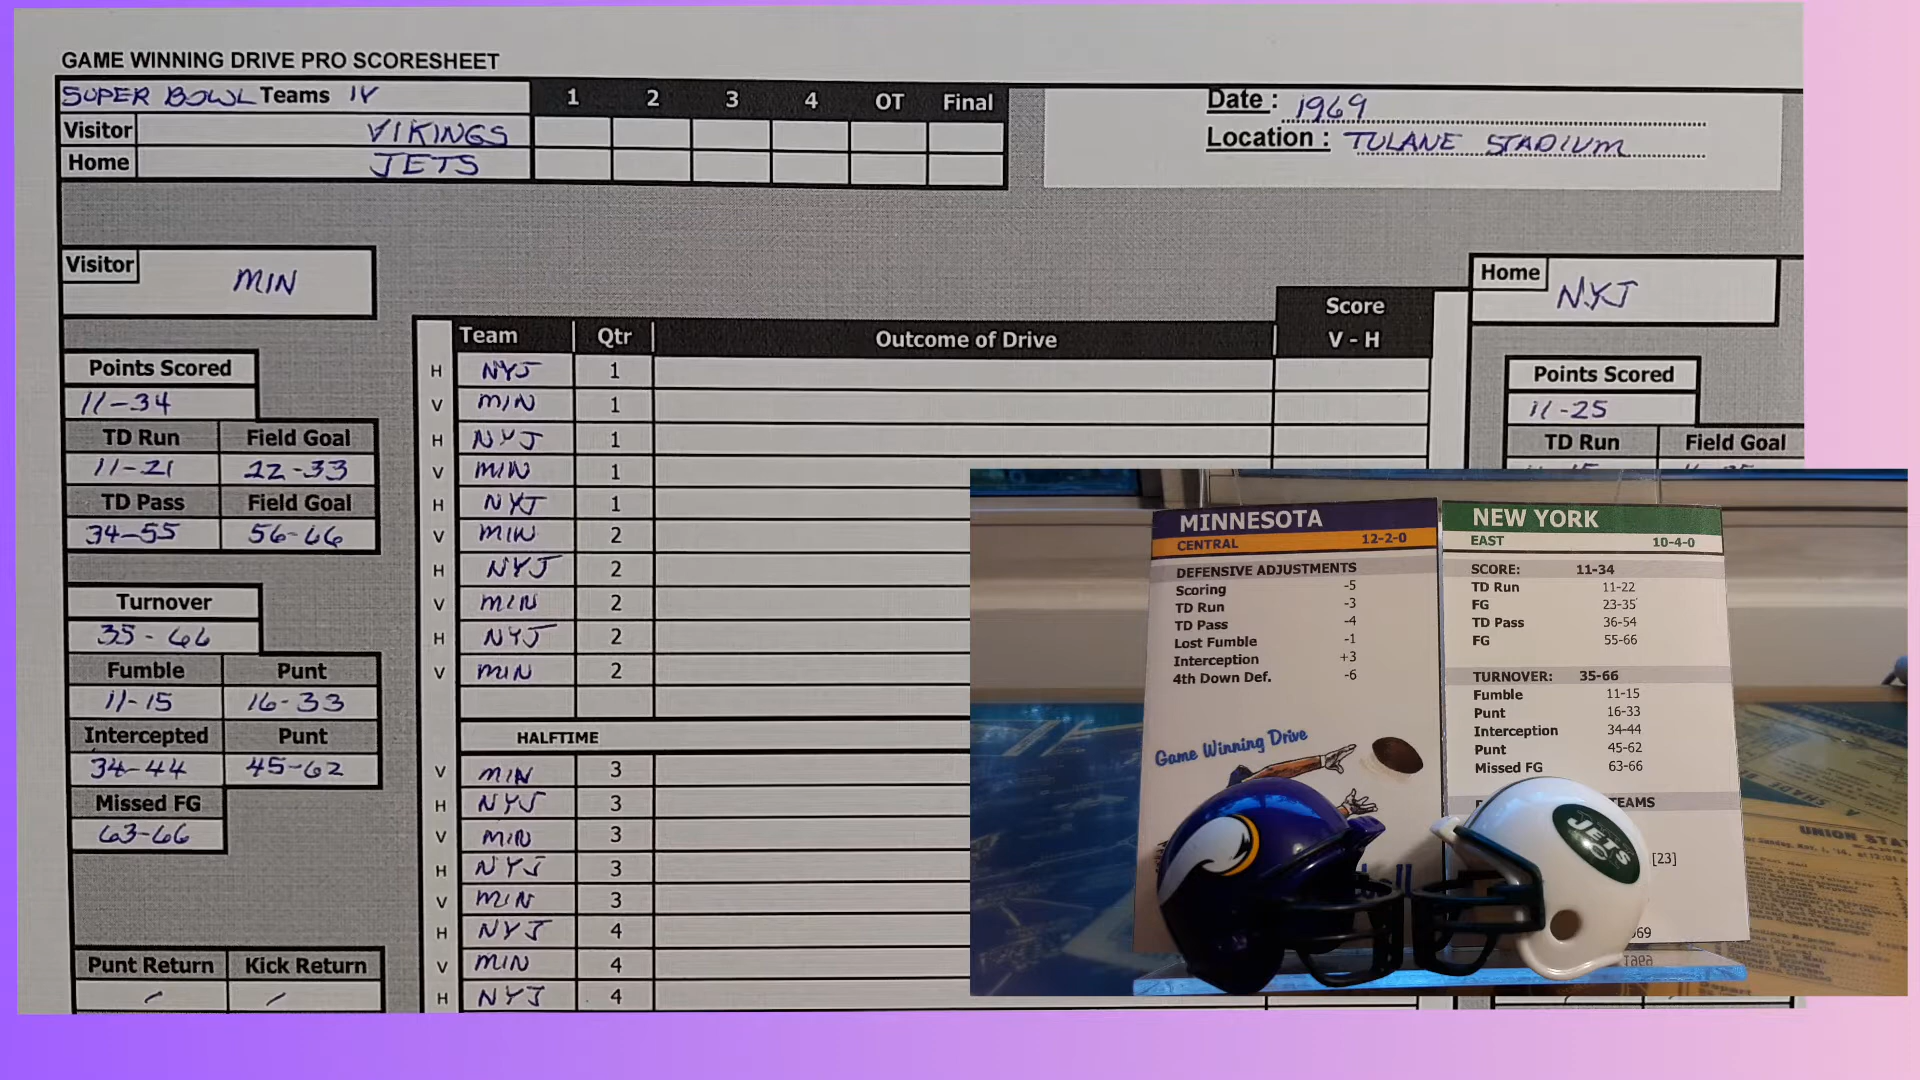 GAME WINNING DRIVE PRO SCORESHEET
SUPER BOWL Teams IV 1 2 3 4 OT Final
Visitor VIKINGS
Home JETS
Date : 1969
Location : TULANE STADIUM
Visitor MIN
Points Scored
11-34
TD Run Field Goal
11-21 22-33
TD Pass Field Goal
34-55 56-66
Turnover
35-66
Fumble Punt
11-15 16-33
Intercepted Punt
34-44 45-62
Missed FG
63-66
Punt Return Kick Return
Team Qtr Outcome of Drive Score V - H
H NYJ 1
V MIN 1
H NYJ 1
V MIN 1
H NYJ 1
V MIN 2
H NYJ 2
V MIN 2
H NYJ 2
V MIN 2
HALFTIME
V MIN 3
H NYJ 3
V MIN 3
H NYJ 3
V MIN 3
H NYJ 4
V MIN 4
H NYJ 4
Home NYJ
Points Scored
11-25
TD Run Field Goal
MINNESOTA
CENTRAL 12-2-0
DEFENSIVE ADJUSTMENTS
Scoring -5
TD Run -3
TD Pass -4
Lost Fumble -1
Interception +3
4th Down Def. -6
Game Winning Drive
NEW YORK
EAST 10-4-0
SCORE: 11-34
TD Run 11-22
FG 23-35
TD Pass 36-54
FG 55-66
TURNOVER: 35-66
Fumble 11-15
Punt 16-33
Interception 34-44
Punt 45-62
Missed FG 63-66
[23]
JETS
UNION